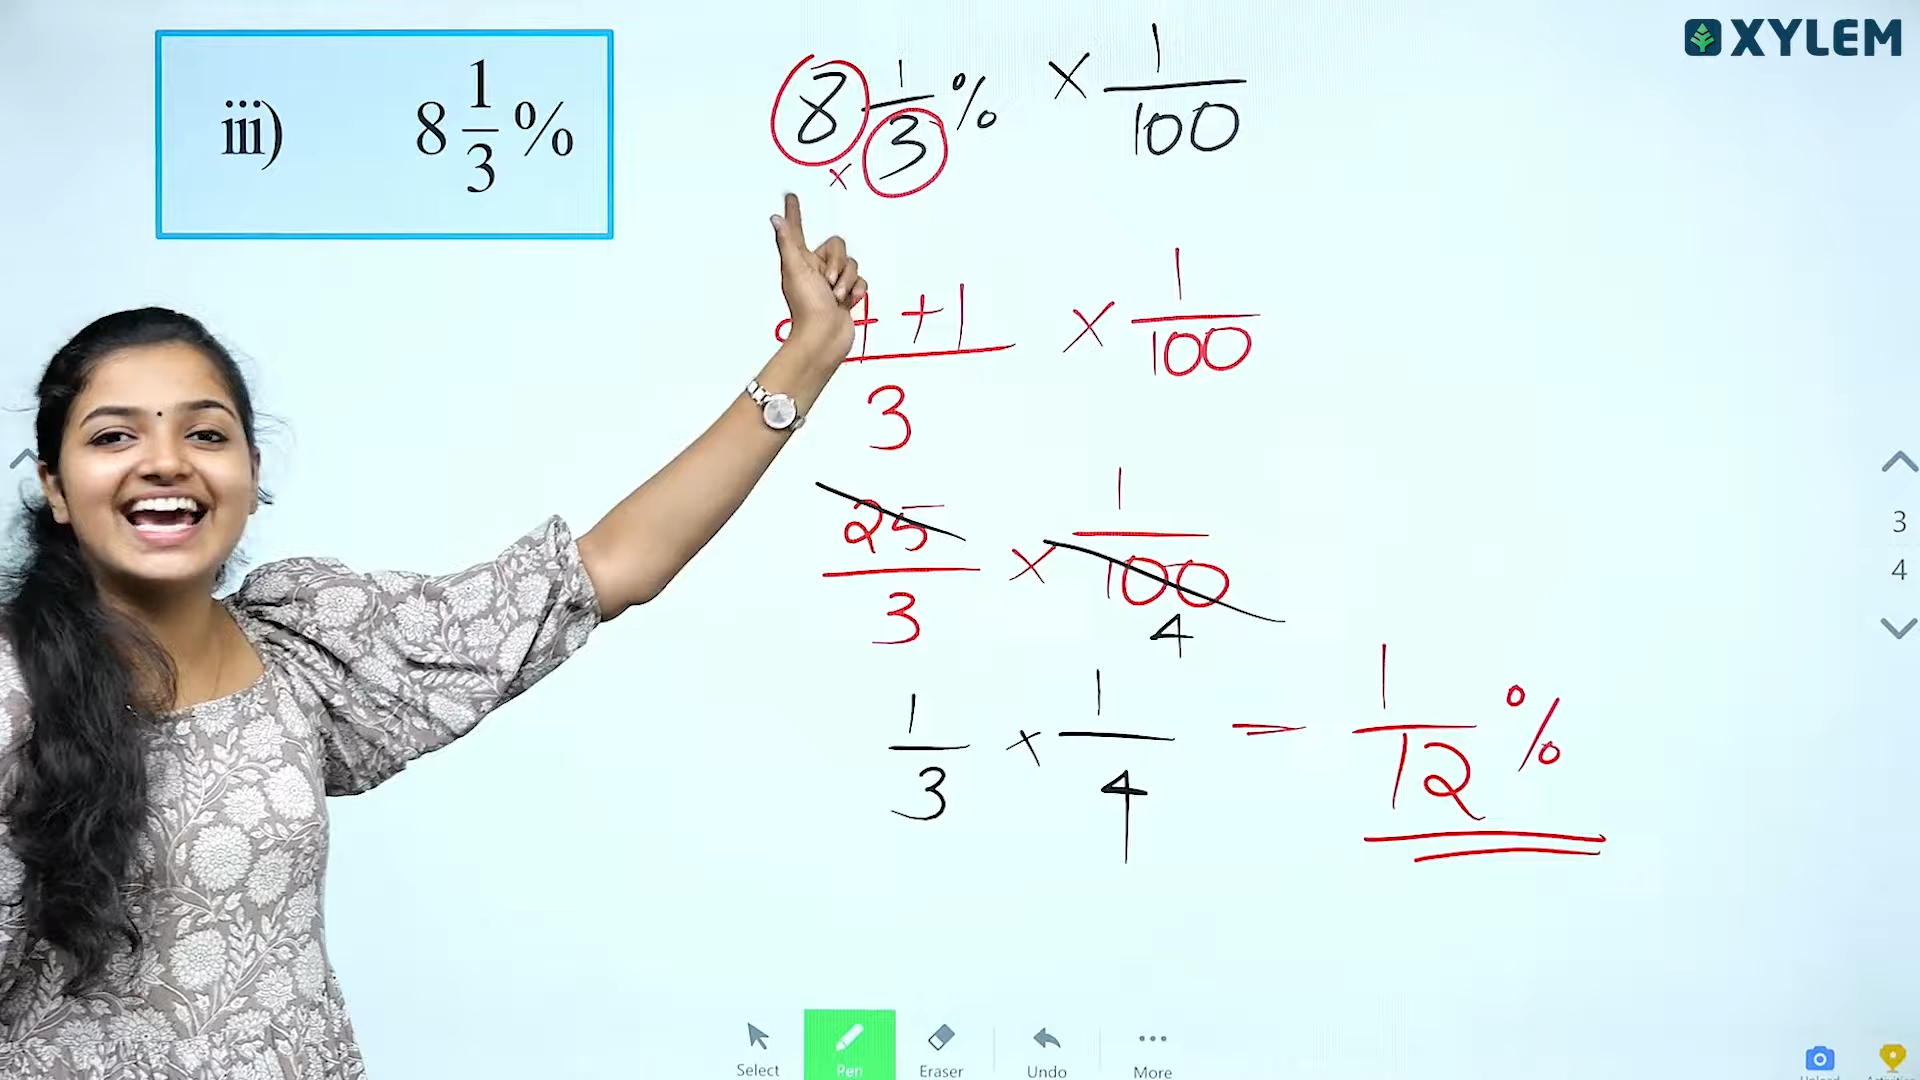 XYLEM
iii) 8 1/3 %
8 1/3 % × 1/100
×
4 + 1 / 3 × 1/100
25/3 × 1/100
4
1/3 × 1/4 = 1/12 %
3
4
Select
Pen
Eraser
Undo
More